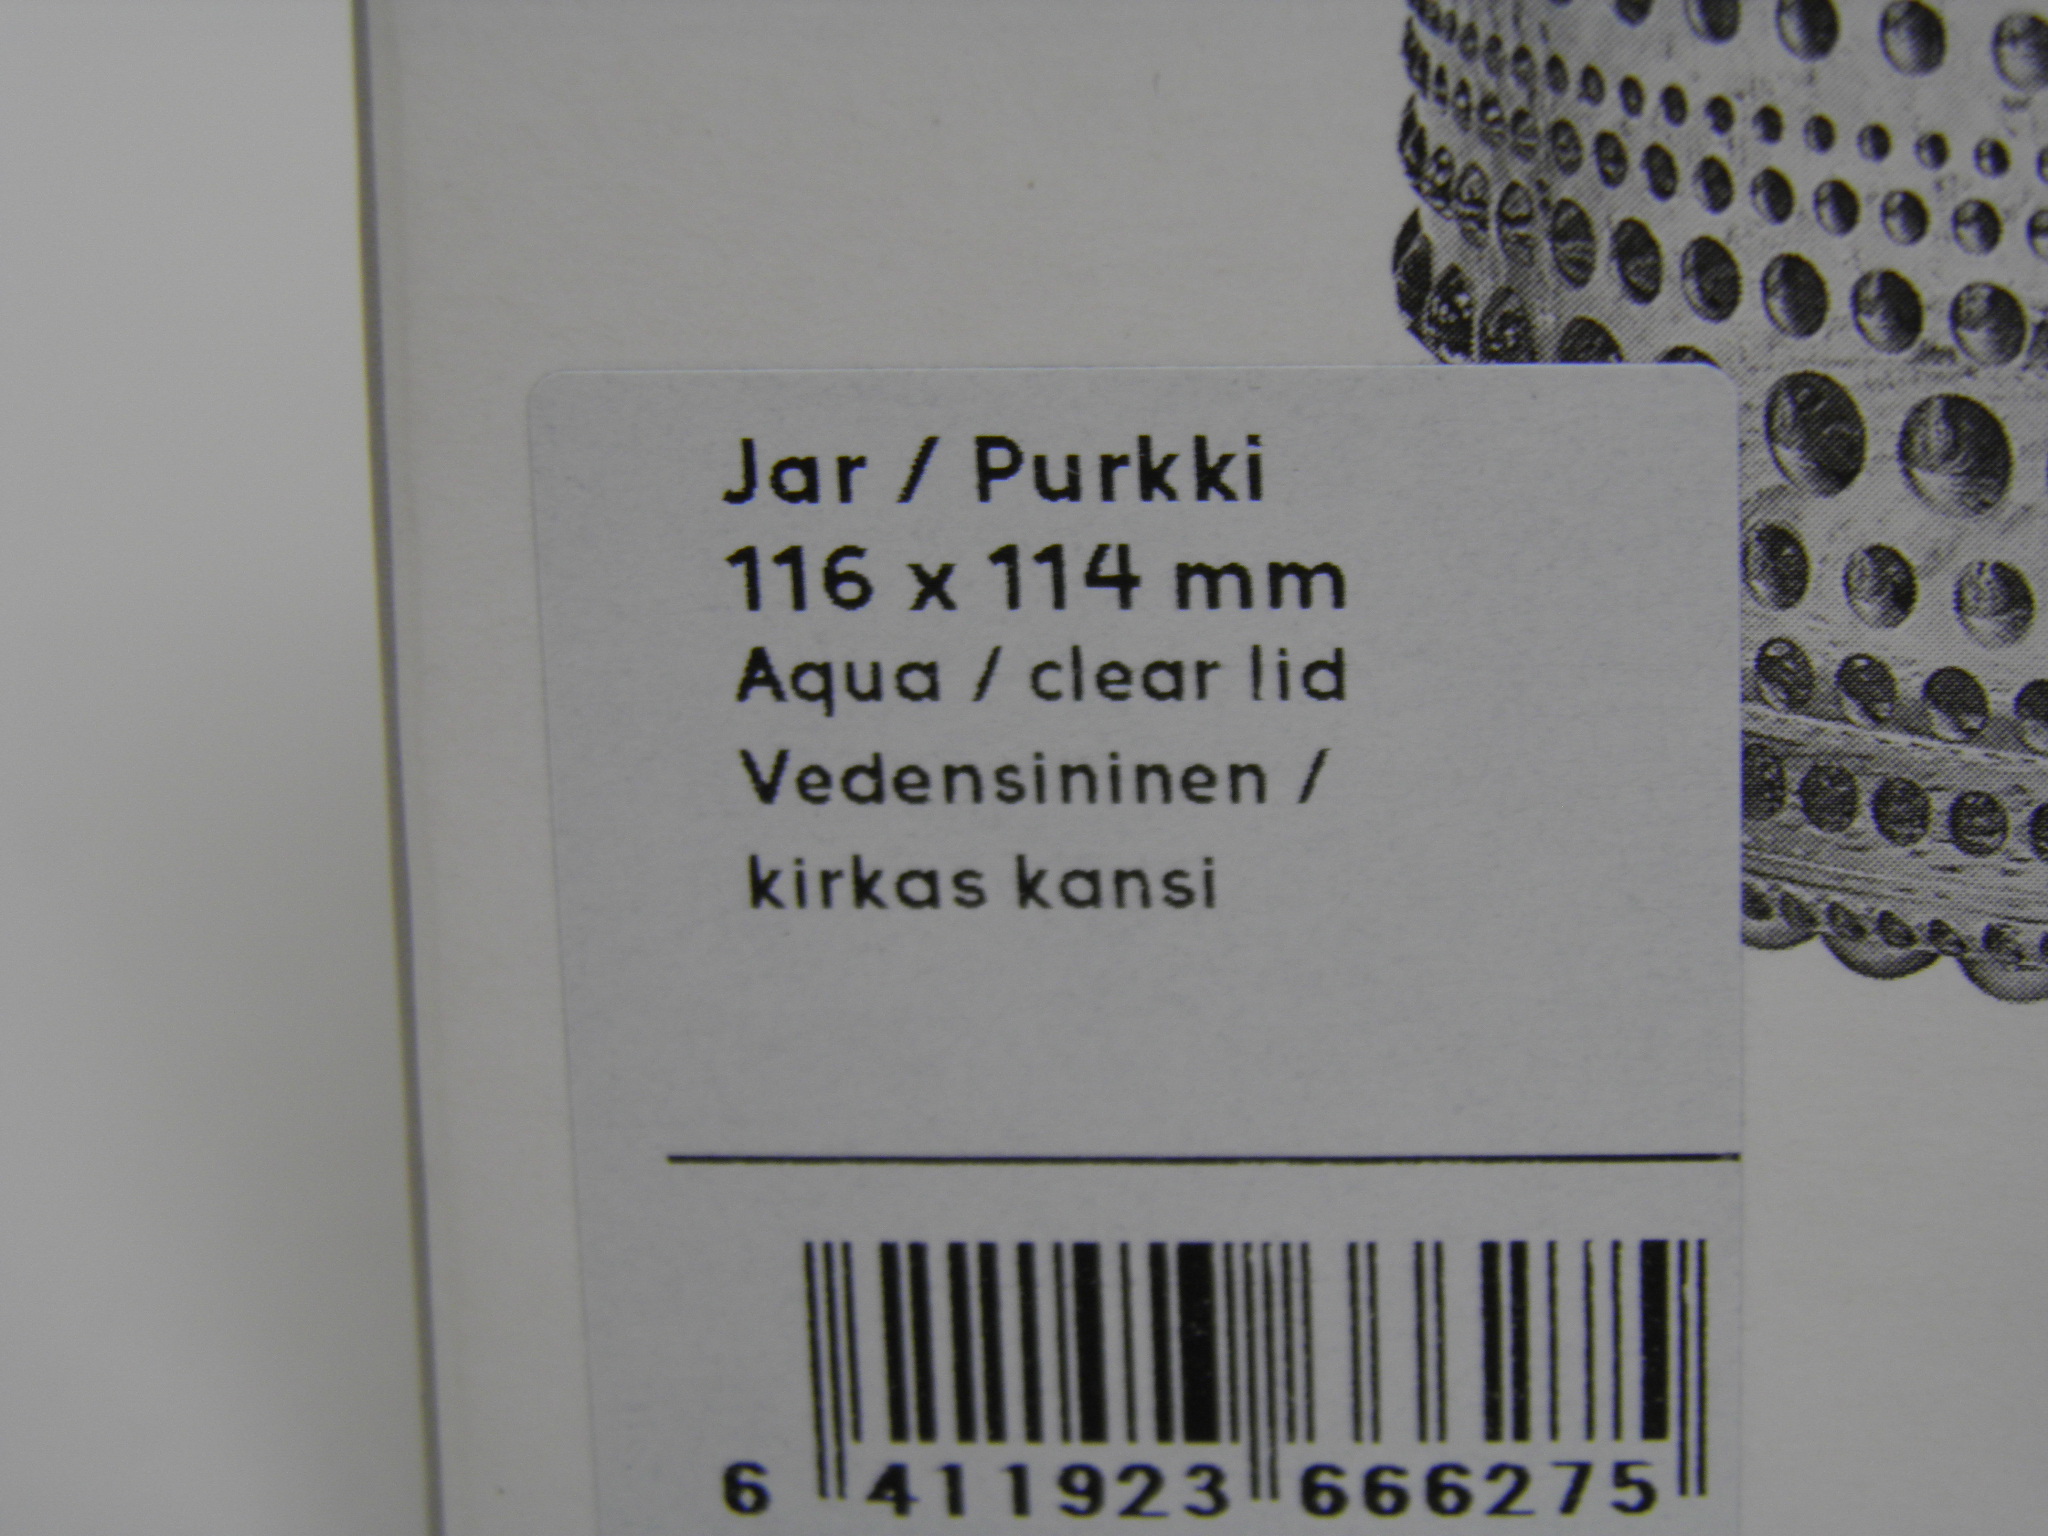 Jar / Purkki
116 x 114 mm
Aqua / clear lid
Vedensininen /
kirkas kansi
6 411923 666275